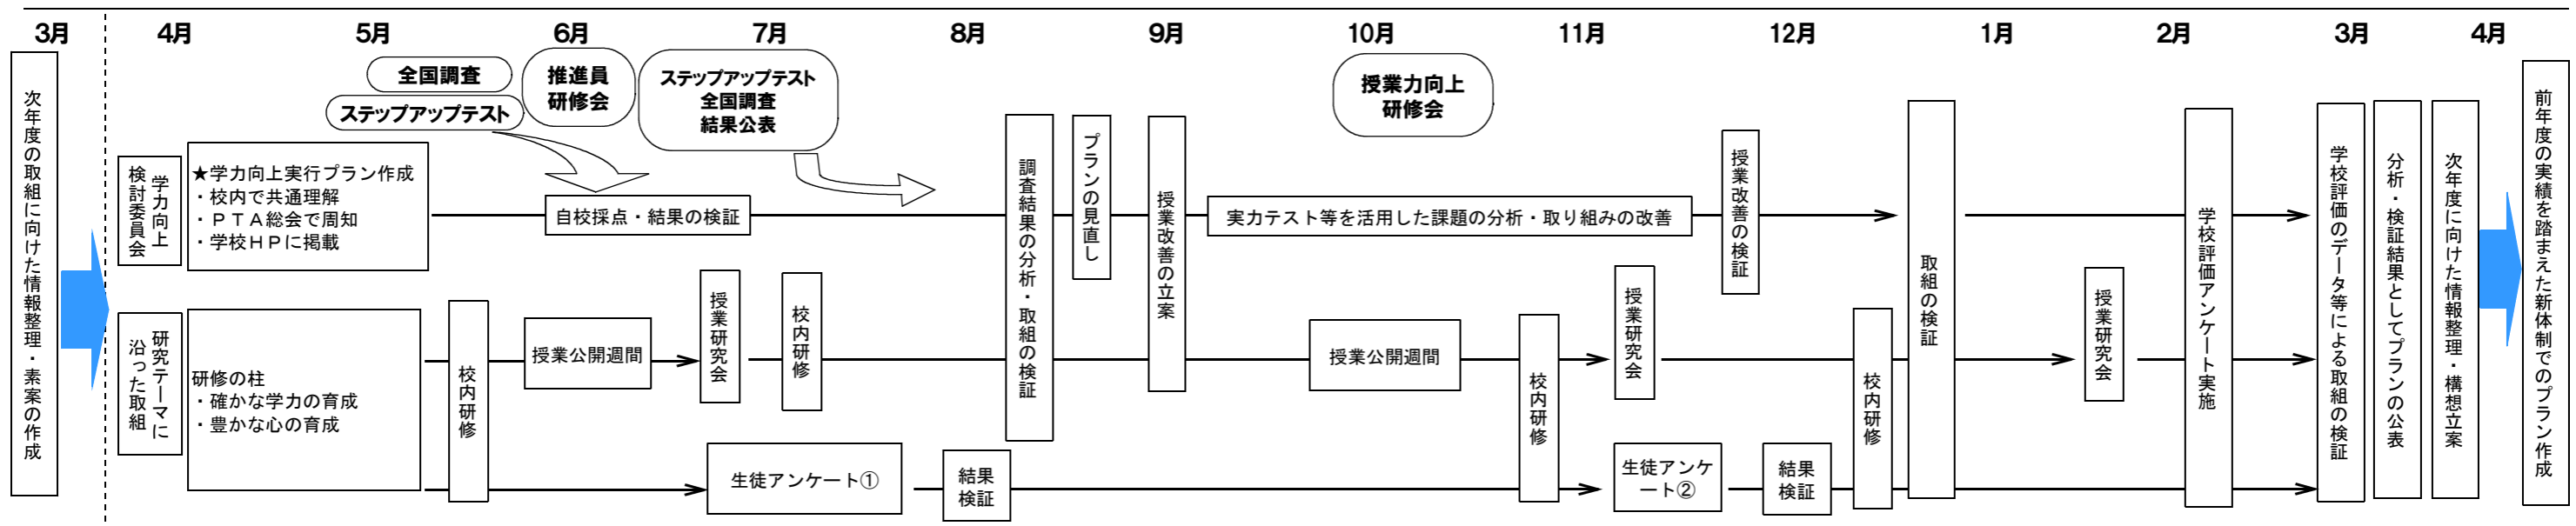 3月
4月
5月
6月
7月
8月
9月
10月
11月
12月
1月
2月
3月
4月
全国調査
ステップアップテスト
推進員
研修会
ステップアップテスト
全国調査
結果公表
授業力向上
研修会
次年度の取組に向けた情報整理・素案の作成
学力向上
検討委員会
★学力向上実行プラン作成
・校内で共通理解
・ＰＴＡ総会で周知
・学校ＨＰに掲載
自校採点・結果の検証
調査結果の分析・取組の検証
プランの見直し
授業改善の立案
実力テスト等を活用した課題の分析・取り組みの改善
授業改善の検証
取組の検証
学校評価アンケート実施
学校評価のデータ等による取組の検証
分析・検証結果としてプランの公表
次年度に向けた情報整理・構想立案
前年度の実績を踏まえた新体制でのプラン作成
研究テーマに
沿った取組
研修の柱
・確かな学力の育成
・豊かな心の育成
校内研修
授業公開週間
授業研究会
校内研修
授業公開週間
校内研修
授業研究会
校内研修
授業研究会
生徒アンケート①
結果
検証
生徒アンケ
ート②
結果
検証